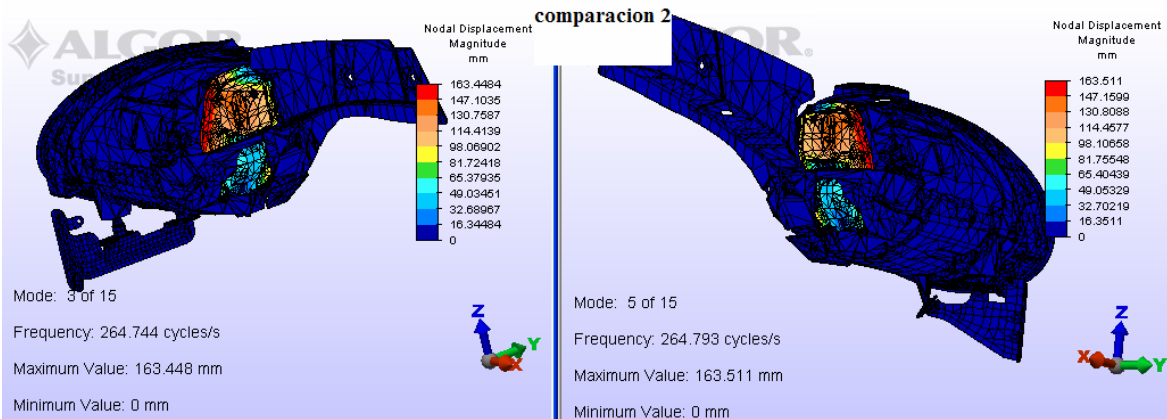 comparacion 2
ALGOR
Nodal Displacement
Magnitude
mm
163.4484
147.1035
130.7587
114.4139
98.06902
81.72418
65.37935
49.03451
32.68967
16.34484
0
Mode: 3 of 15
Frequency: 264.744 cycles/s
Maximum Value: 163.448 mm
Minimum Value: 0 mm
Z
Y
X
R.
Nodal Displacement
Magnitude
mm
163.511
147.1599
130.8088
114.4577
98.10658
81.75548
65.40439
49.05329
32.70219
16.3511
0
Mode: 5 of 15
Frequency: 264.793 cycles/s
Maximum Value: 163.511 mm
Minimum Value: 0 mm
Z
X
Y